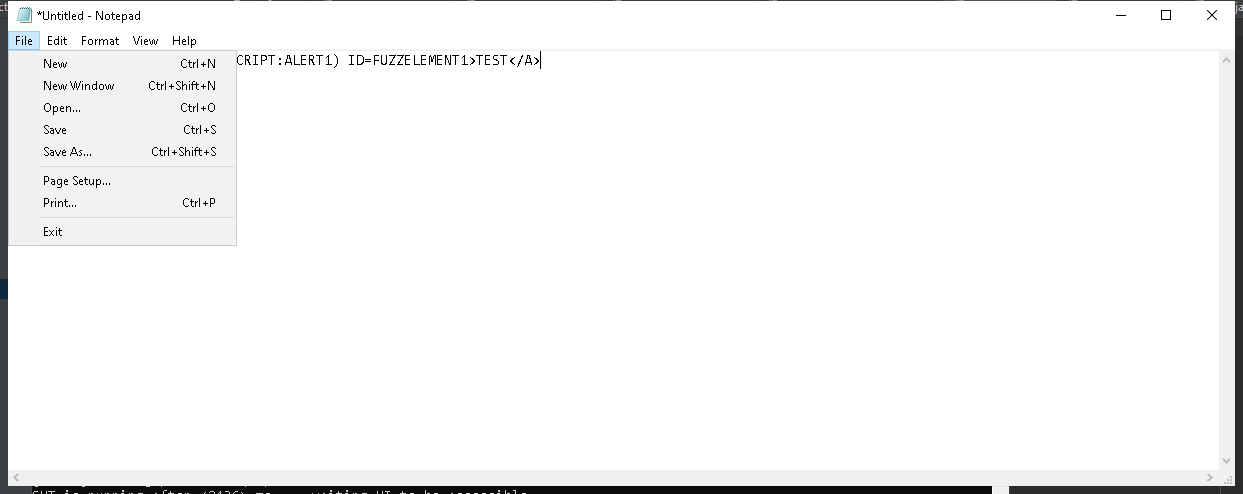 *Untitled - Notepad
File Edit Format View Help
CRIPT:ALERT1) ID=FUZZELEMENT1>TEST</A>
New Ctrl+N
New Window Ctrl+Shift+N
Open... Ctrl+O
Save Ctrl+S
Save As... Ctrl+Shift+S
Page Setup...
Print... Ctrl+P
Exit